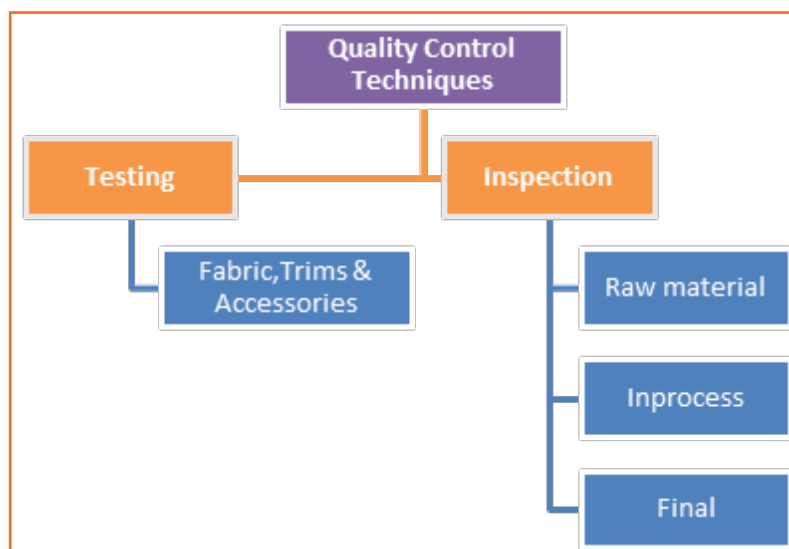 Quality Control
Techniques
Testing
Inspection
Fabric,Trims &
Accessories
Raw material
Inprocess
Final